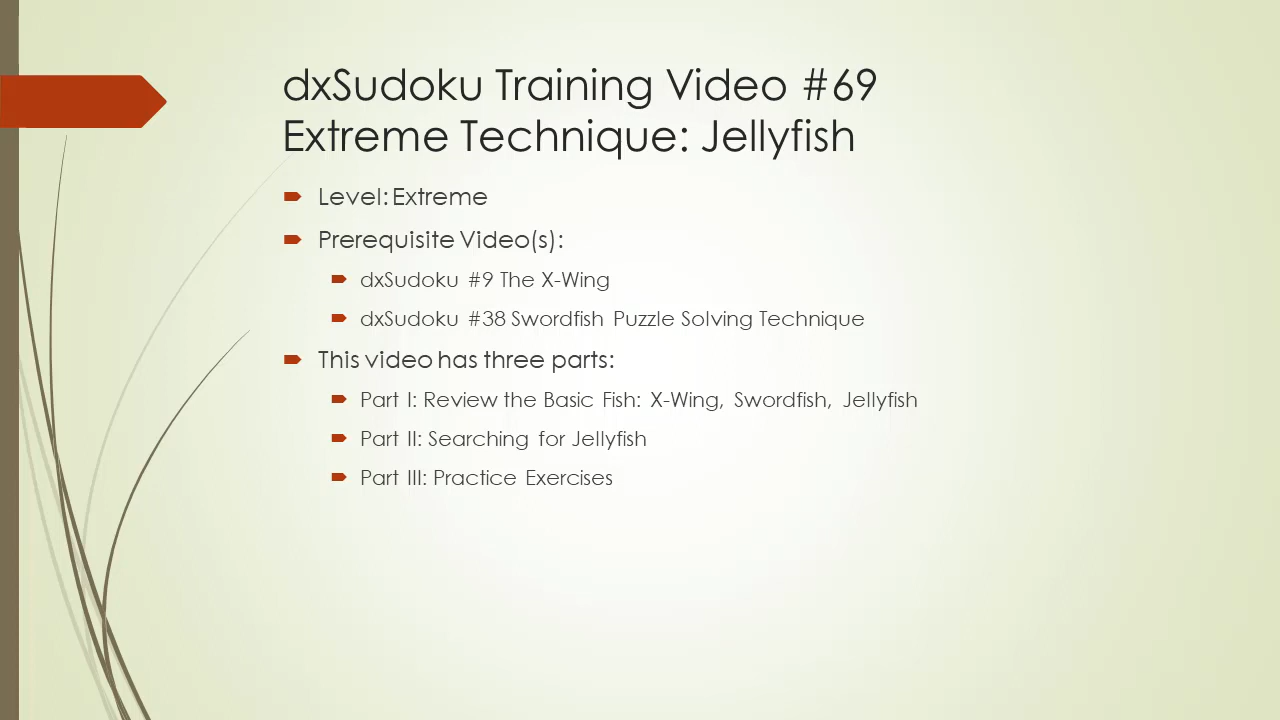 dxSudoku Training Video #69
Extreme Technique: Jellyfish
Level: Extreme
Prerequisite Video(s):
dxSudoku #9 The X-Wing
dxSudoku #38 Swordfish Puzzle Solving Technique
This video has three parts:
Part I: Review the Basic Fish: X-Wing, Swordfish, Jellyfish
Part II: Searching for Jellyfish
Part III: Practice Exercises